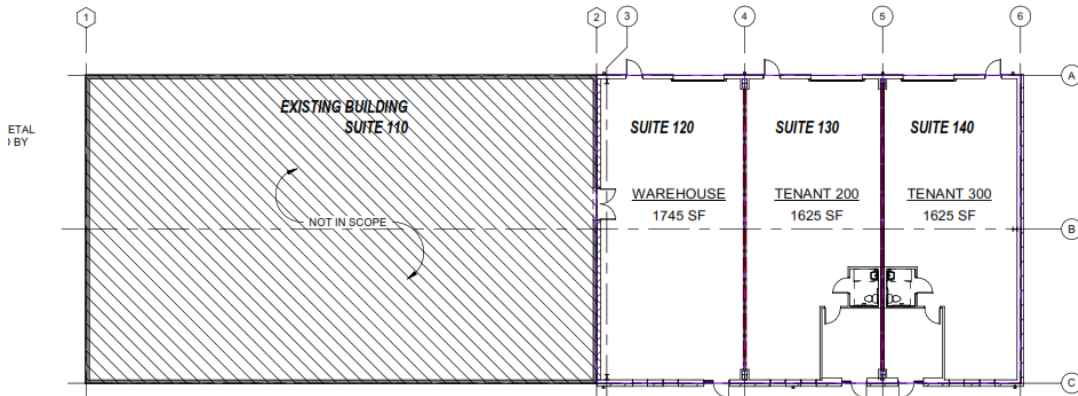 1
2
3
4
5
6
A
EXISTING BUILDING
SUITE 110
ETAL
BY
SUITE 120
SUITE 130
SUITE 140
WAREHOUSE
1745 SF
TENANT 200
1625 SF
TENANT 300
1625 SF
NOT IN SCOPE
B
C